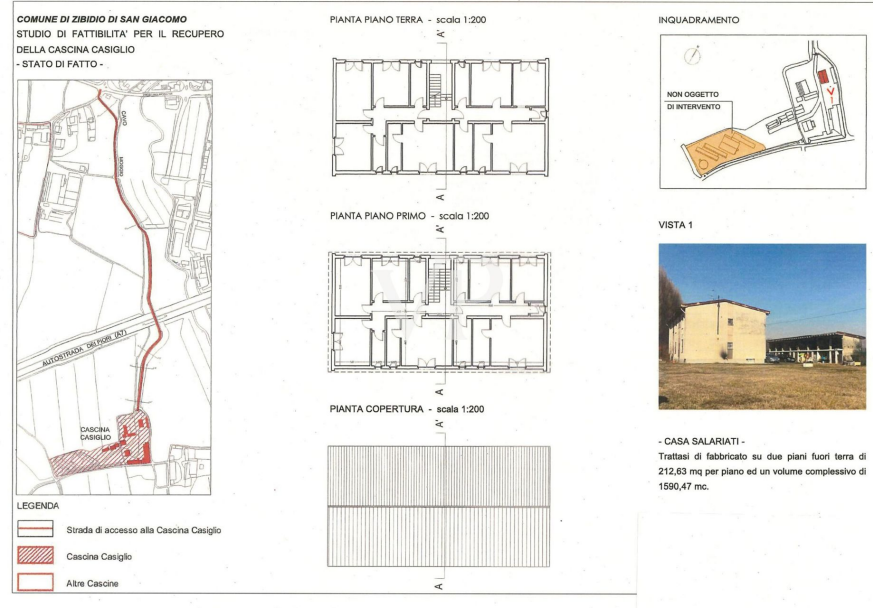 COMUNE DI ZIBIDIO DI SAN GIACOMO
STUDIO DI FATTIBILITA' PER IL RECUPERO
DELLA CASCINA CASIGLIO
- STATO DI FATTO -
CAVO
AUTOSTRADA DEI FIORI (A7)
CASCINA
CASIGLIO
LEGENDA
Strada di accesso alla Cascina Casiglio
Cascina Casiglio
Altre Cascine
PIANTA PIANO TERRA - scala 1:200
A'
A
PIANTA PIANO PRIMO - scala 1:200
A'
VP
A
PIANTA COPERTURA - scala 1:200
A'
A
INQUADRAMENTO
NON OGGETTO
DI INTERVENTO
V
1
VISTA 1
- CASA SALARIATI -
Trattasi di fabbricato su due piani fuori terra di
212,63 mq per piano ed un volume complessivo di
1590,47 mc.